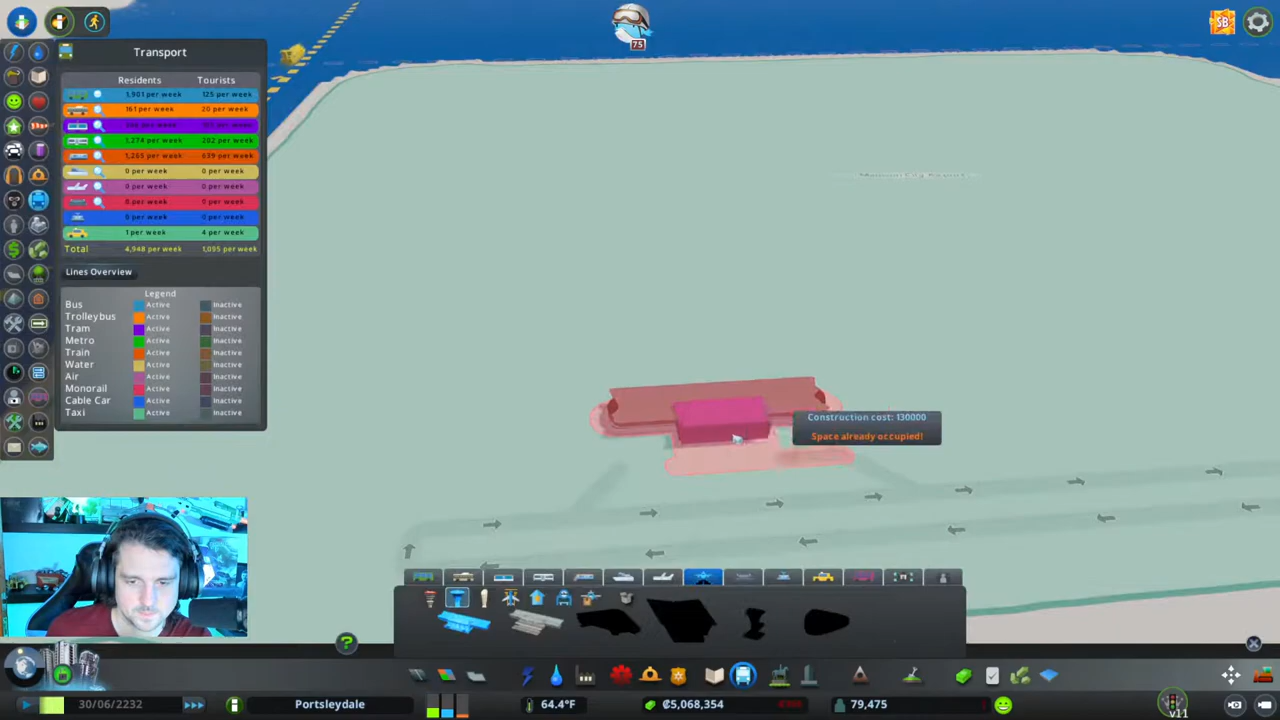 75
SB
Transport
Residents Tourists
1,901 per week 125 per week
161 per week 20 per week
1,274 per week 202 per week
1,265 per week 639 per week
0 per week 0 per week
0 per week 0 per week
0 per week 0 per week
0 per week 0 per week
1 per week 4 per week
Total 4,948 per week 1,095 per week
Lines Overview
Legend
Bus Active Inactive
Trolleybus Active Inactive
Tram Active Inactive
Metro Active Inactive
Train Active Inactive
Water Active Inactive
Air Active Inactive
Monorail Active Inactive
Cable Car Active Inactive
Taxi Active Inactive
Construction cost: 130000
Space already occupied!
?
30/06/2232
Portsleydale
64.4°F
₡5,068,354
79,475
v11